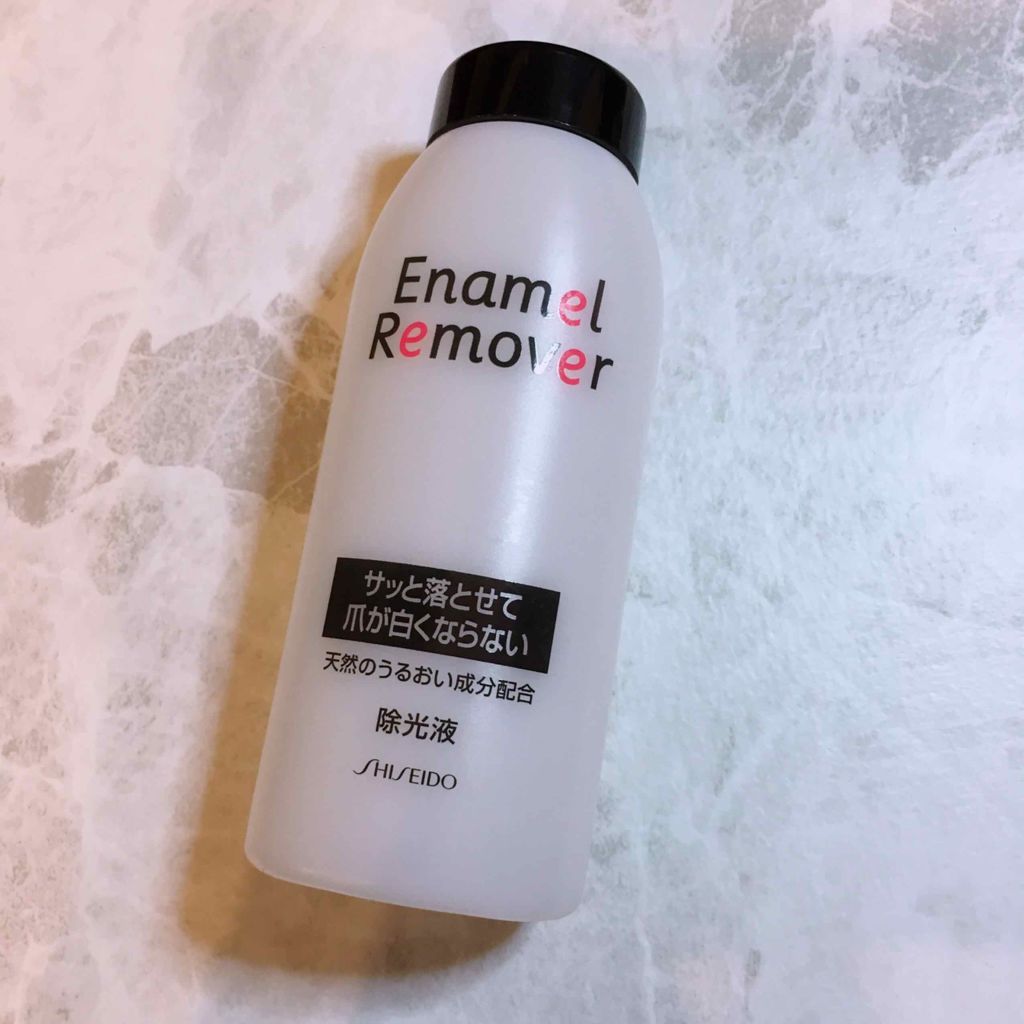 Enamel
Remover
サッと落とせて
爪が白くならない
天然のうるおい成分配合
除光液
SHISEIDO